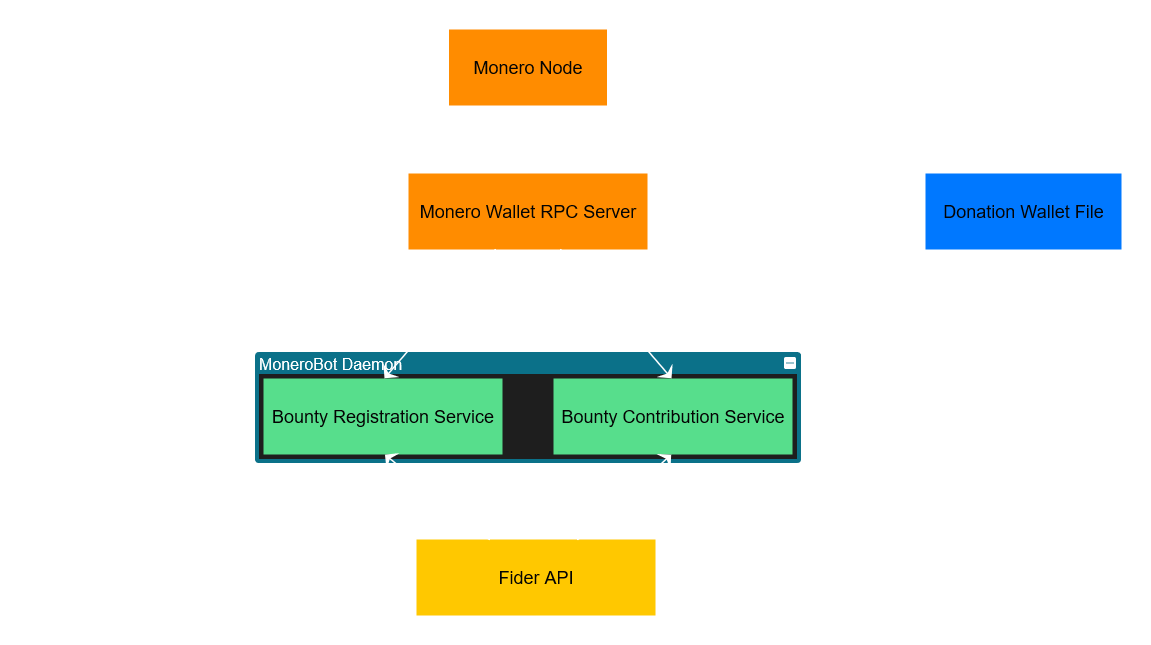 Monero Node
Monero Wallet RPC Server
Donation Wallet File
MoneroBot Daemon
Bounty Registration Service
Bounty Contribution Service
Fider API